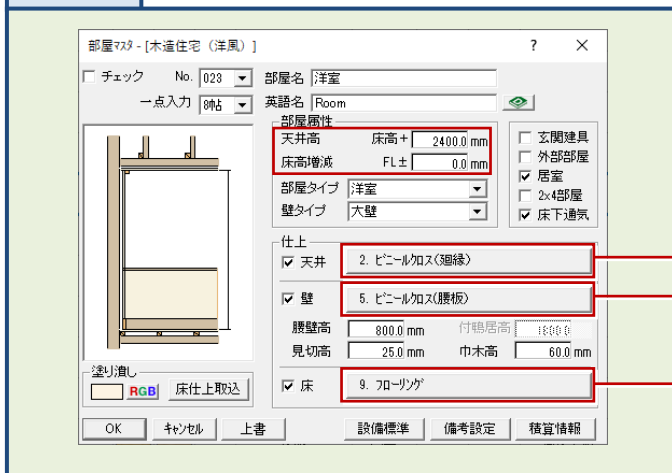 部屋ﾏｽﾀ - [木造住宅（洋風）] ? ×
チェック No. 023 部屋名 洋室
一点入力 8帖 英語名 Room
部屋属性
天井高 床高+ 2400.0 mm
床高増減 FL± 0.0 mm
部屋タイプ 洋室
壁タイプ 大壁
玄関建具
外部部屋
居室
2x4部屋
床下通気
仕上
天井 2. ﾋﾞﾆｰﾙｸﾛｽ(廻縁)
壁 5. ﾋﾞﾆｰﾙｸﾛｽ(腰板)
腰壁高 800.0 mm 付鴨居高 1800.0
見切高 25.0 mm 巾木高 60.0 mm
床 9. ﾌﾛｰﾘﾝｸﾞ
塗り潰し
RGB 床仕上取込
OK ｷｬﾝｾﾙ 上書 設備標準 備考設定 積算情報